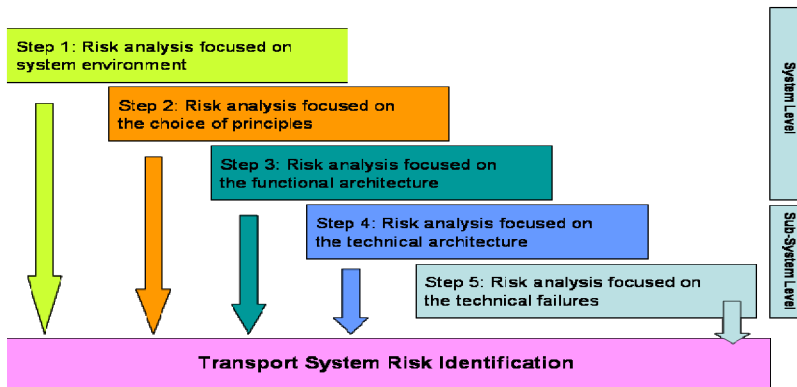 Step 1: Risk analysis focused on
system environment
System Level
Step 2: Risk analysis focused on
the choice of principles
Step 3: Risk analysis focused on
the functional architecture
Step 4: Risk analysis focused on
the technical architecture
Sub-System Level
Step 5: Risk analysis focused on
the technical failures
Transport System Risk Identification